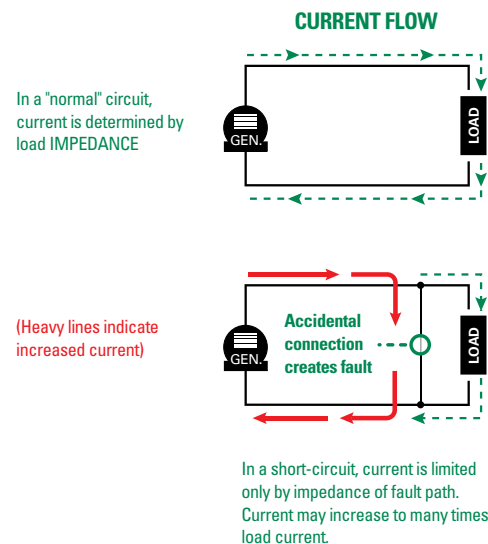 CURRENT FLOW
In a "normal" circuit,
current is determined by
load IMPEDANCE
GEN.
LOAD
(Heavy lines indicate
increased current)
GEN.
Accidental
connection
creates fault
LOAD
In a short-circuit, current is limited
only by impedance of fault path.
Current may increase to many times
load current.